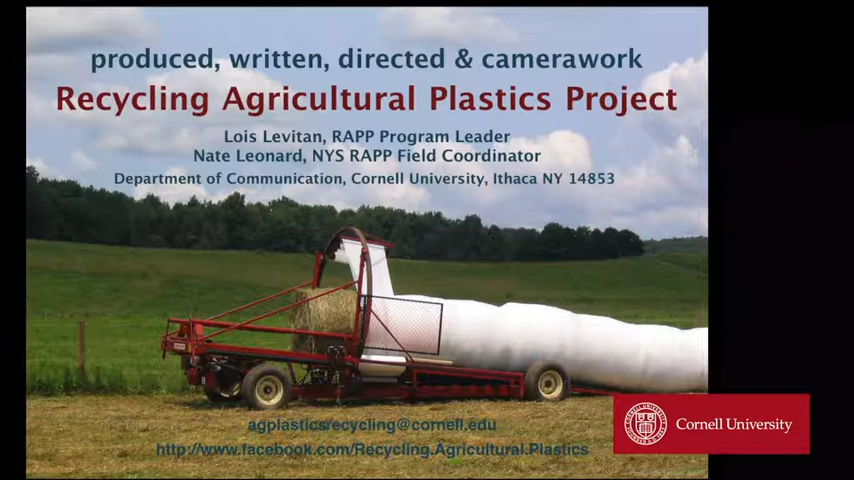 produced, written, directed & camerawork
Recycling Agricultural Plastics Project
Lois Levitan, RAPP Program Leader
Nate Leonard, NYS RAPP Field Coordinator
Department of Communication, Cornell University, Ithaca NY 14853
agplasticsrecycling@cornell.edu
http://www.facebook.com/Recycling.Agricultural.Plastics
Cornell University